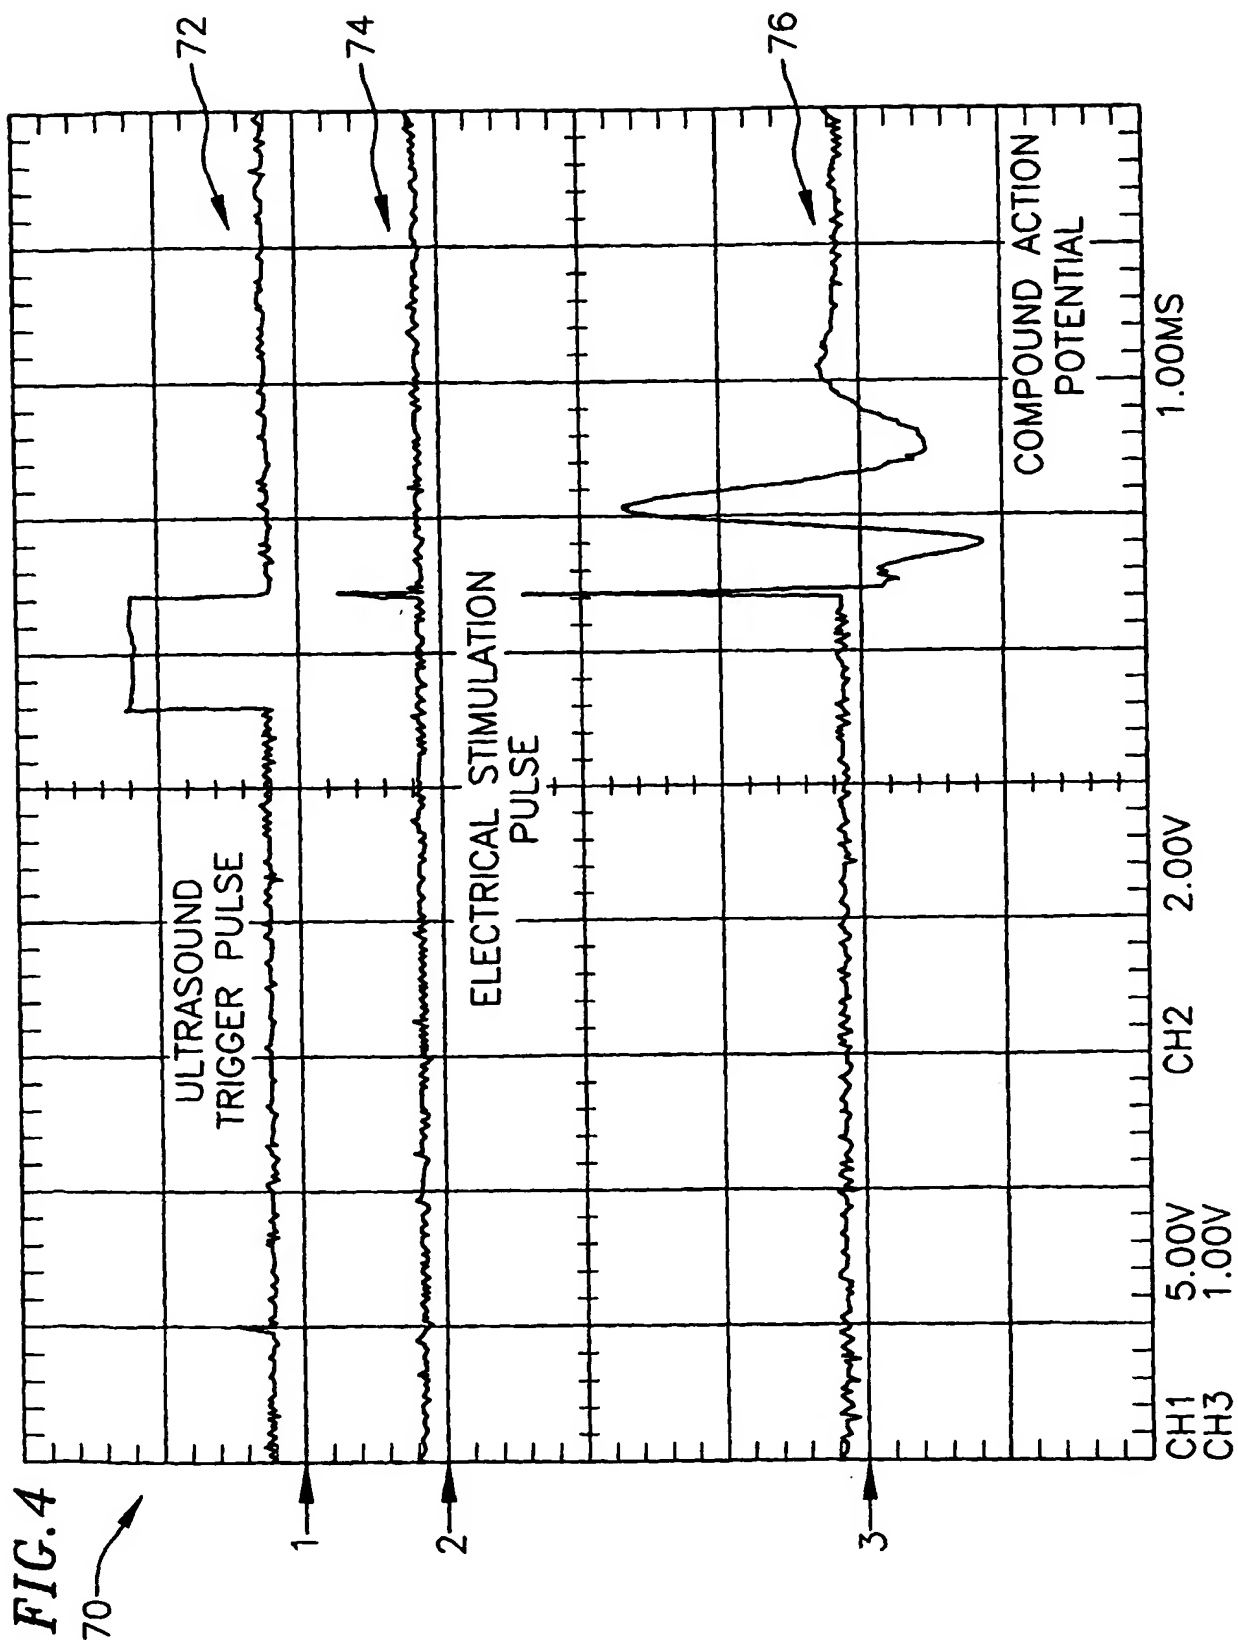 FIG. 4
70
72
74
76
1
2
3
ULTRASOUND
TRIGGER PULSE
ELECTRICAL STIMULATION
PULSE
COMPOUND ACTION
POTENTIAL
CH1 5.00V CH2 2.00V 1.00MS
CH3 1.00V